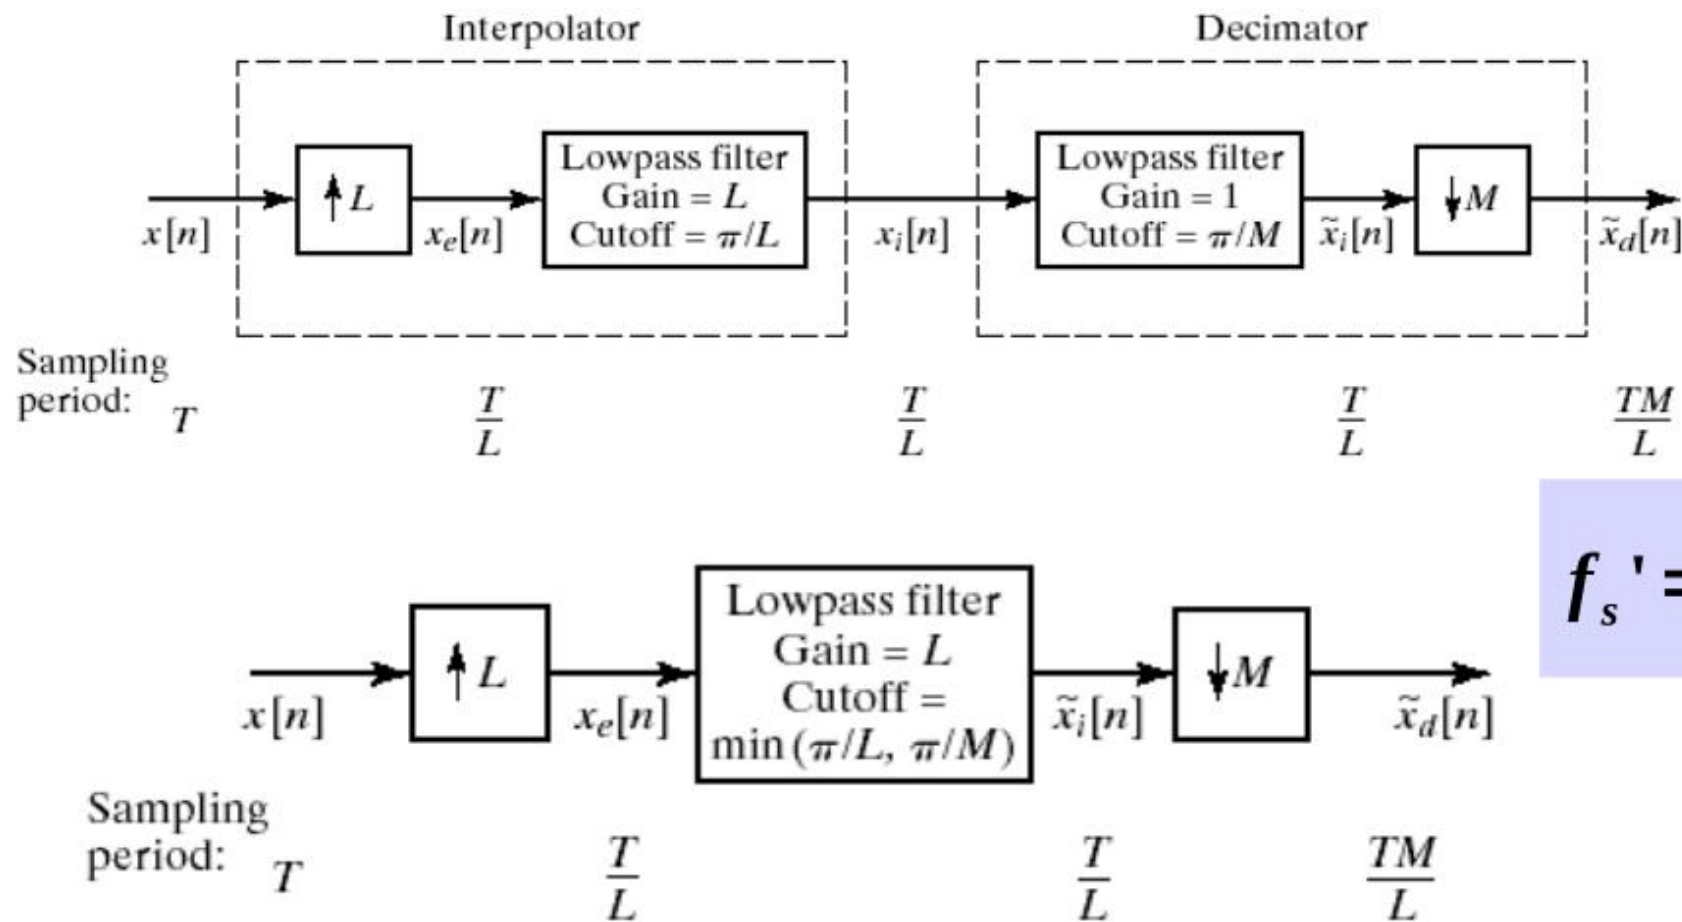 Interpolator
Decimator
↑L
Lowpass filter
Gain = L
Cutoff = π/L
Lowpass filter
Gain = 1
Cutoff = π/M
↓M
x[n]
xₑ[n]
xᵢ[n]
x̃ᵢ[n]
x̃d[n]
Sampling
period:
T
T/L
T/L
T/L
TM/L
fₛ ' =
↑L
Lowpass filter
Gain = L
Cutoff =
min (π/L, π/M)
↓M
x[n]
xₑ[n]
x̃ᵢ[n]
x̃d[n]
Sampling
period:
T
T/L
T/L
TM/L